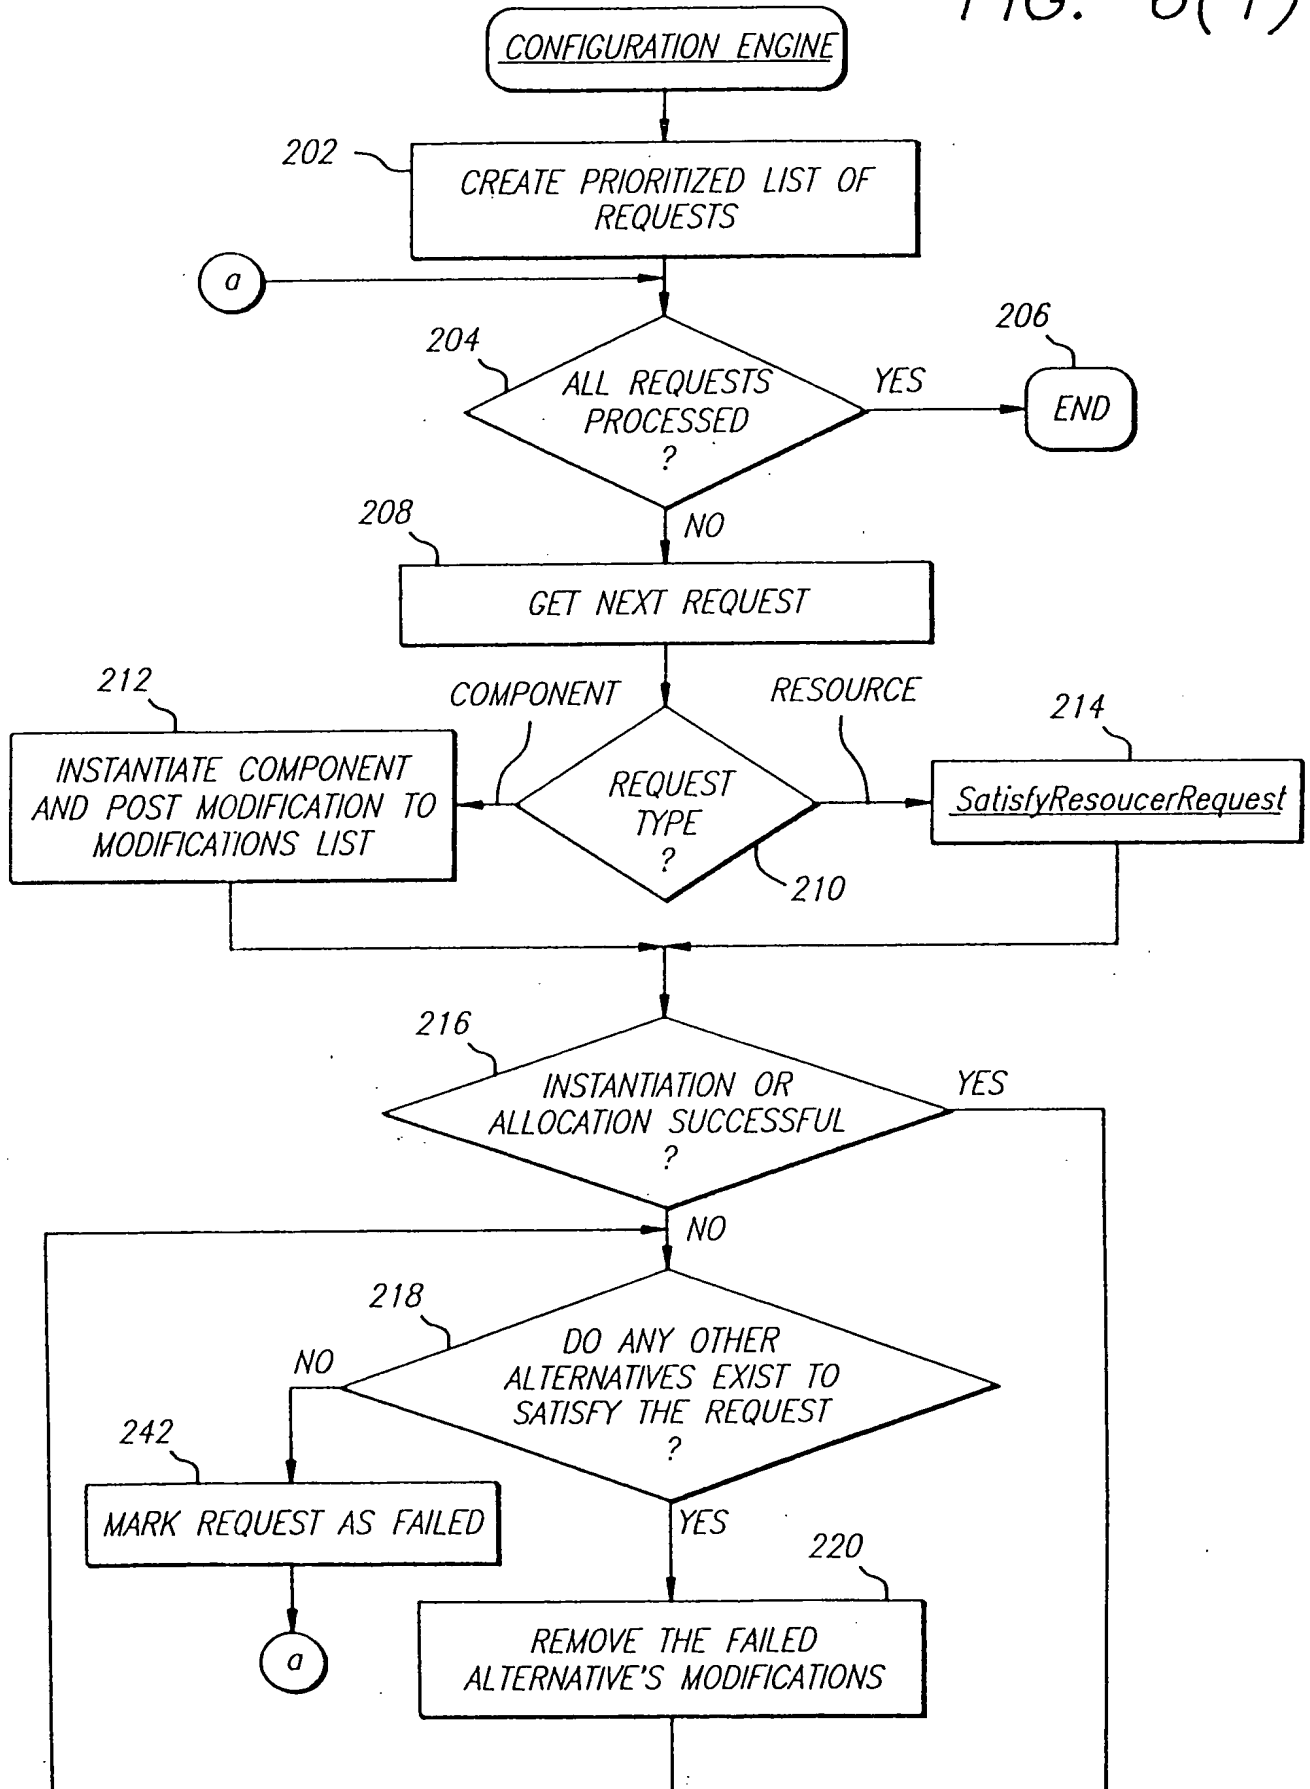 FIG. 6(1)
CONFIGURATION ENGINE
202
CREATE PRIORITIZED LIST OF
REQUESTS
a
204
ALL REQUESTS
PROCESSED
?
YES
206
END
NO
208
GET NEXT REQUEST
212
COMPONENT
RESOURCE
214
INSTANTIATE COMPONENT
AND POST MODIFICATION TO
MODIFICATIONS LIST
REQUEST
TYPE
?
SatisfyResoucerRequest
210
216
INSTANTIATION OR
ALLOCATION SUCCESSFUL
?
YES
NO
218
DO ANY OTHER
ALTERNATIVES EXIST TO
SATISFY THE REQUEST
?
NO
242
MARK REQUEST AS FAILED
YES
220
a
REMOVE THE FAILED
ALTERNATIVE'S MODIFICATIONS